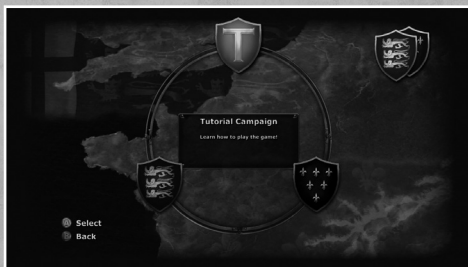 T
Tutorial Campaign
Learn how to play the game!
Select
Back